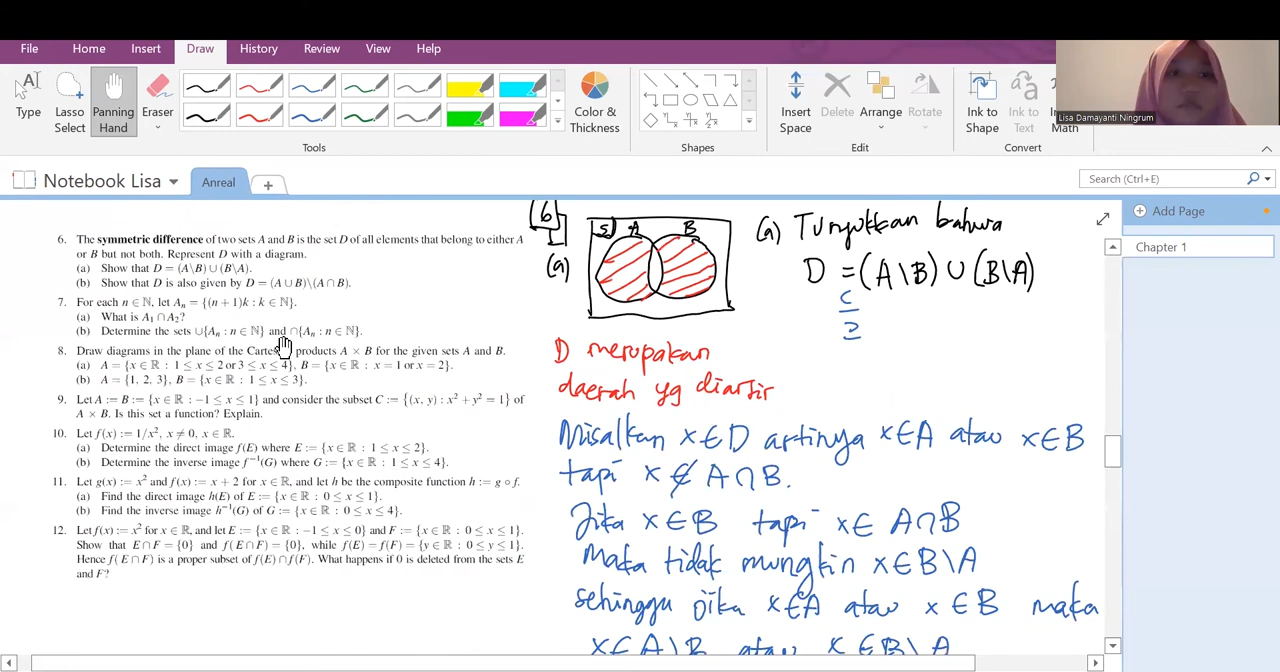 File Home Insert Draw History Review View Help
Type Lasso Select Panning Hand Eraser Color & Thickness Insert Space Delete Arrange Rotate Ink to Shape Ink to Text Math
Lisa Damayanti Ningrum
Tools Shapes Edit Convert
Notebook Lisa Anreal Search (Ctrl+E)
Add Page
Chapter 1
6. The symmetric difference of two sets A and B is the set D of all elements that belong to either A
or B but not both. Represent D with a diagram.
(a) Show that D = (A\B) ∪ (B\A).
(b) Show that D is also given by D = (A ∪ B)\(A ∩ B).
7. For each n ∈ ℕ, let Aₙ = {(n + 1)k : k ∈ ℕ}.
(a) What is A₁ ∩ A₂?
(b) Determine the sets ∪{Aₙ : n ∈ ℕ} and ∩{Aₙ : n ∈ ℕ}.
8. Draw diagrams in the plane of the Cartesian products A × B for the given sets A and B.
(a) A = {x ∈ ℝ : 1 ≤ x ≤ 2 or 3 ≤ x ≤ 4}, B = {x ∈ ℝ : x = 1 or x = 2}.
(b) A = {1, 2, 3}, B = {x ∈ ℝ : 1 ≤ x ≤ 3}.
9. Let A := B := {x ∈ ℝ : −1 ≤ x ≤ 1} and consider the subset C := {(x, y) : x² + y² = 1} of
A × B. Is this set a function? Explain.
10. Let f(x) := 1/x², x ≠ 0, x ∈ ℝ.
(a) Determine the direct image f(E) where E := {x ∈ ℝ : 1 ≤ x ≤ 2}.
(b) Determine the inverse image f⁻¹(G) where G := {x ∈ ℝ : 1 ≤ x ≤ 4}.
11. Let g(x) := x² and f(x) := x + 2 for x ∈ ℝ, and let h be the composite function h := g ∘ f.
(a) Find the direct image h(E) of E := {x ∈ ℝ : 0 ≤ x ≤ 1}.
(b) Find the inverse image h⁻¹(G) of G := {x ∈ ℝ : 0 ≤ x ≤ 4}.
12. Let f(x) := x² for x ∈ ℝ, and let E := {x ∈ ℝ : −1 ≤ x ≤ 0} and F := {x ∈ ℝ : 0 ≤ x ≤ 1}.
Show that E ∩ F = {0} and f(E ∩ F) = {0}, while f(E) = f(F) = {y ∈ ℝ : 0 ≤ y ≤ 1}.
Hence f(E ∩ F) is a proper subset of f(E) ∩ f(F). What happens if 0 is deleted from the sets E
and F?
6
(a) S A B
(a) Tunjukkan bahwa
D = (A\B) ∪ (B\A)
⊆
⊇
D merupakan
daerah yg diarsir
Misalkan x∈D artinya x∈A atau x∈B
tapi x ∉ A∩B.
Jika x∈B tapi x∈ A∩B
Maka tidak mungkin x∈B\A
sehingga jika x∈A atau x∈B maka
x∈A\B atau x∈B\A